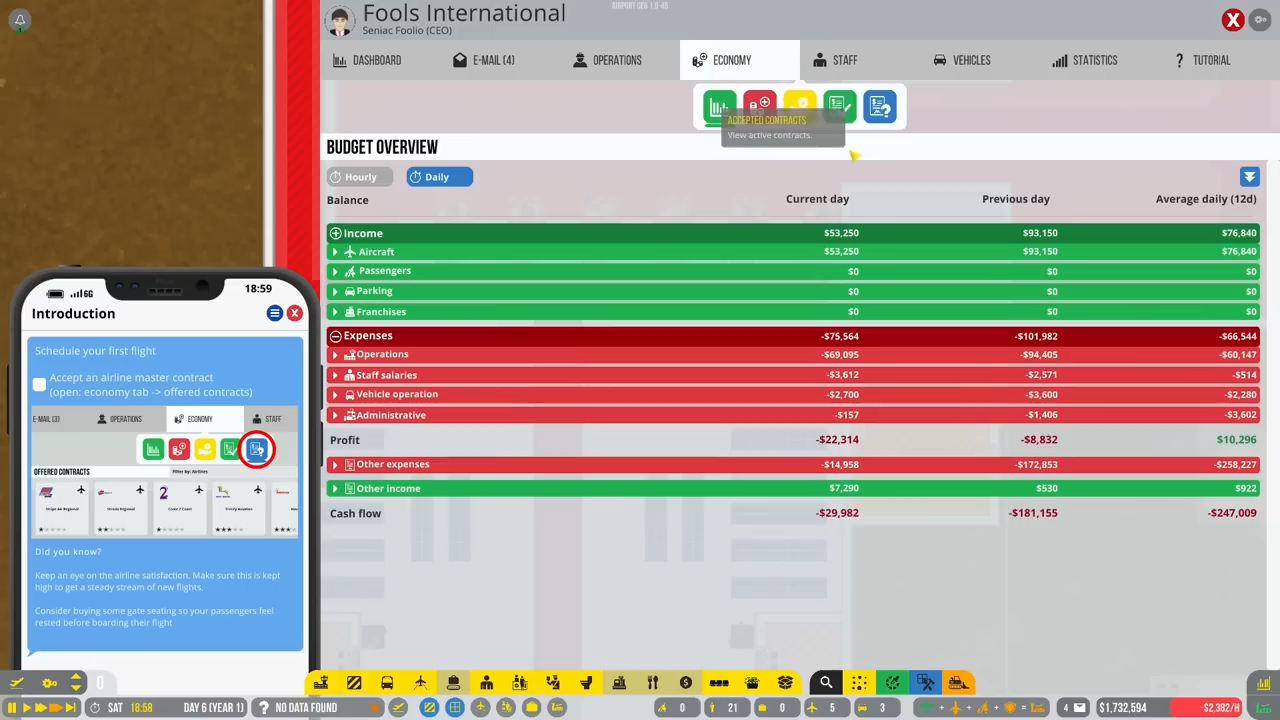 AIRPORT CEO 1.0-45
Fools International
Seniac Foolio (CEO)
DASHBOARD
E-MAIL (4)
OPERATIONS
ECONOMY
STAFF
VEHICLES
STATISTICS
? TUTORIAL
ACCEPTED CONTRACTS
View active contracts.
BUDGET OVERVIEW
Hourly
Daily
Balance Current day Previous day Average daily (12d)
Income $53,250 $93,150 $76,840
Aircraft $53,250 $93,150 $76,840
Passengers $0 $0 $0
Parking $0 $0 $0
Franchises $0 $0 $0
Expenses -$75,564 -$101,982 -$66,544
Operations -$69,095 -$94,405 -$60,147
Staff salaries -$3,612 -$2,571 -$514
Vehicle operation -$2,700 -$3,600 -$2,280
Administrative -$157 -$1,406 -$3,602
Profit -$22,314 -$8,832 $10,296
Other expenses -$14,958 -$172,853 -$258,227
Other income $7,290 $530 $922
Cash flow -$29,982 -$181,155 -$247,009
6G 18:59
Introduction
Schedule your first flight
Accept an airline master contract
(open: economy tab -> offered contracts)
E-MAIL (3) OPERATIONS ECONOMY STAFF
OFFERED CONTRACTS Filter by: Airlines
Did you know?
Keep an eye on the airline satisfaction. Make sure this is kept
high to get a steady stream of new flights.
Consider buying some gate seating so your passengers feel
rested before boarding their flight
0
SAT 18:58 DAY 6 (YEAR 1) ? NO DATA FOUND 0 21 0 5 3 4 $1,732,594 -$2,382/H